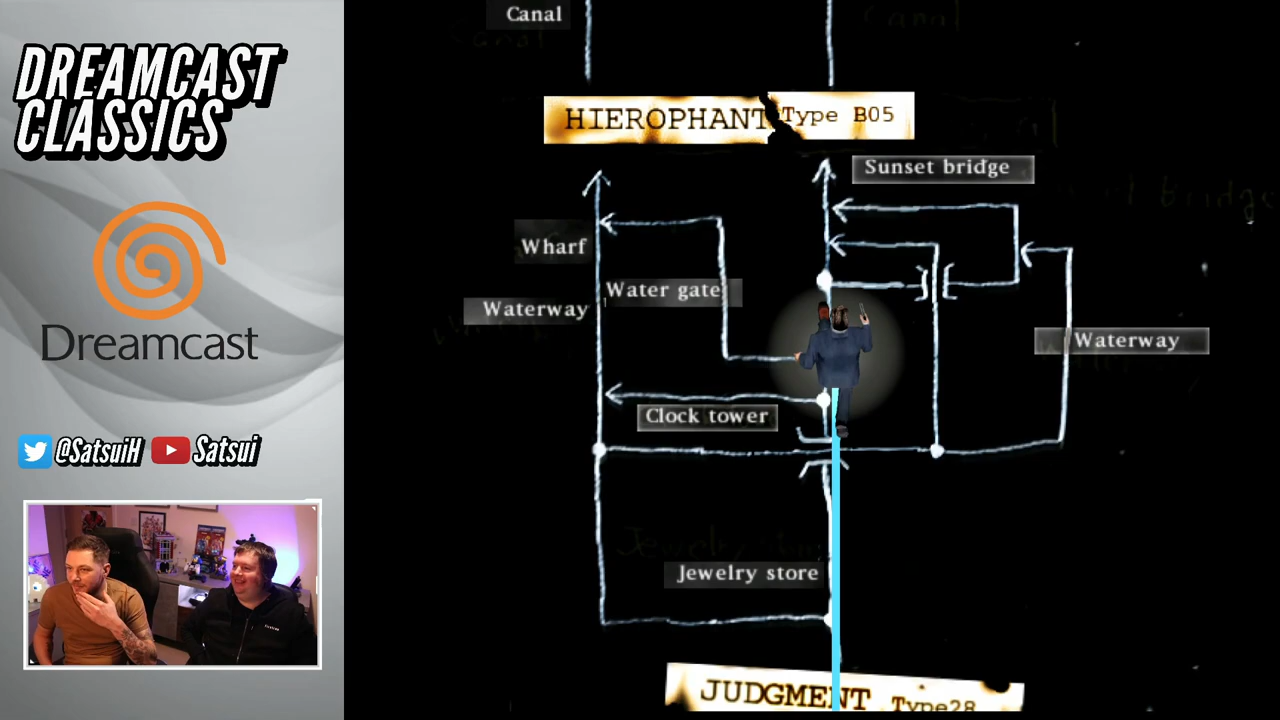 DREAMCAST
CLASSICS
Dreamcast
@SatsuiH
Satsui
Canal
HIEROPHANT
Type B05
Sunset bridge
Wharf
Water gate
Waterway
Waterway
Clock tower
Jewelry store
JUDGMENT
Type28